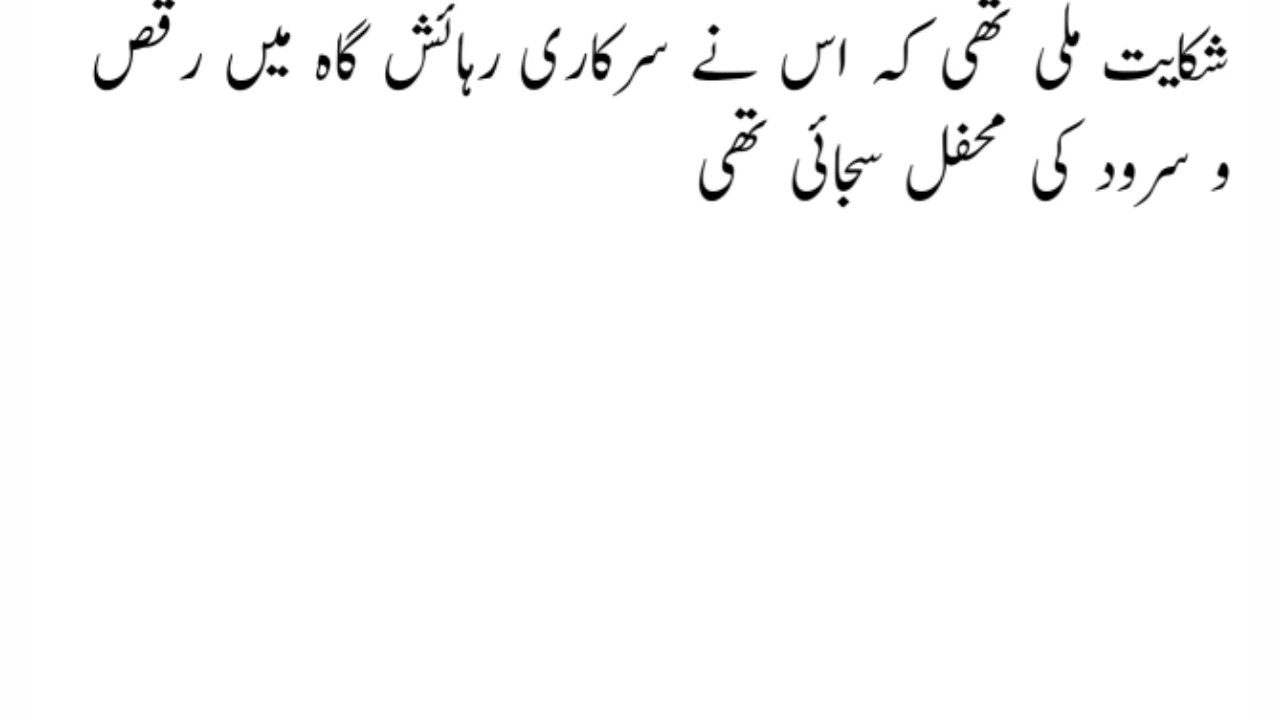 شکایت ملی تھی کہ اس نے سرکاری رہائش گاہ میں رقص
و سرود کی محفل سجائی تھی